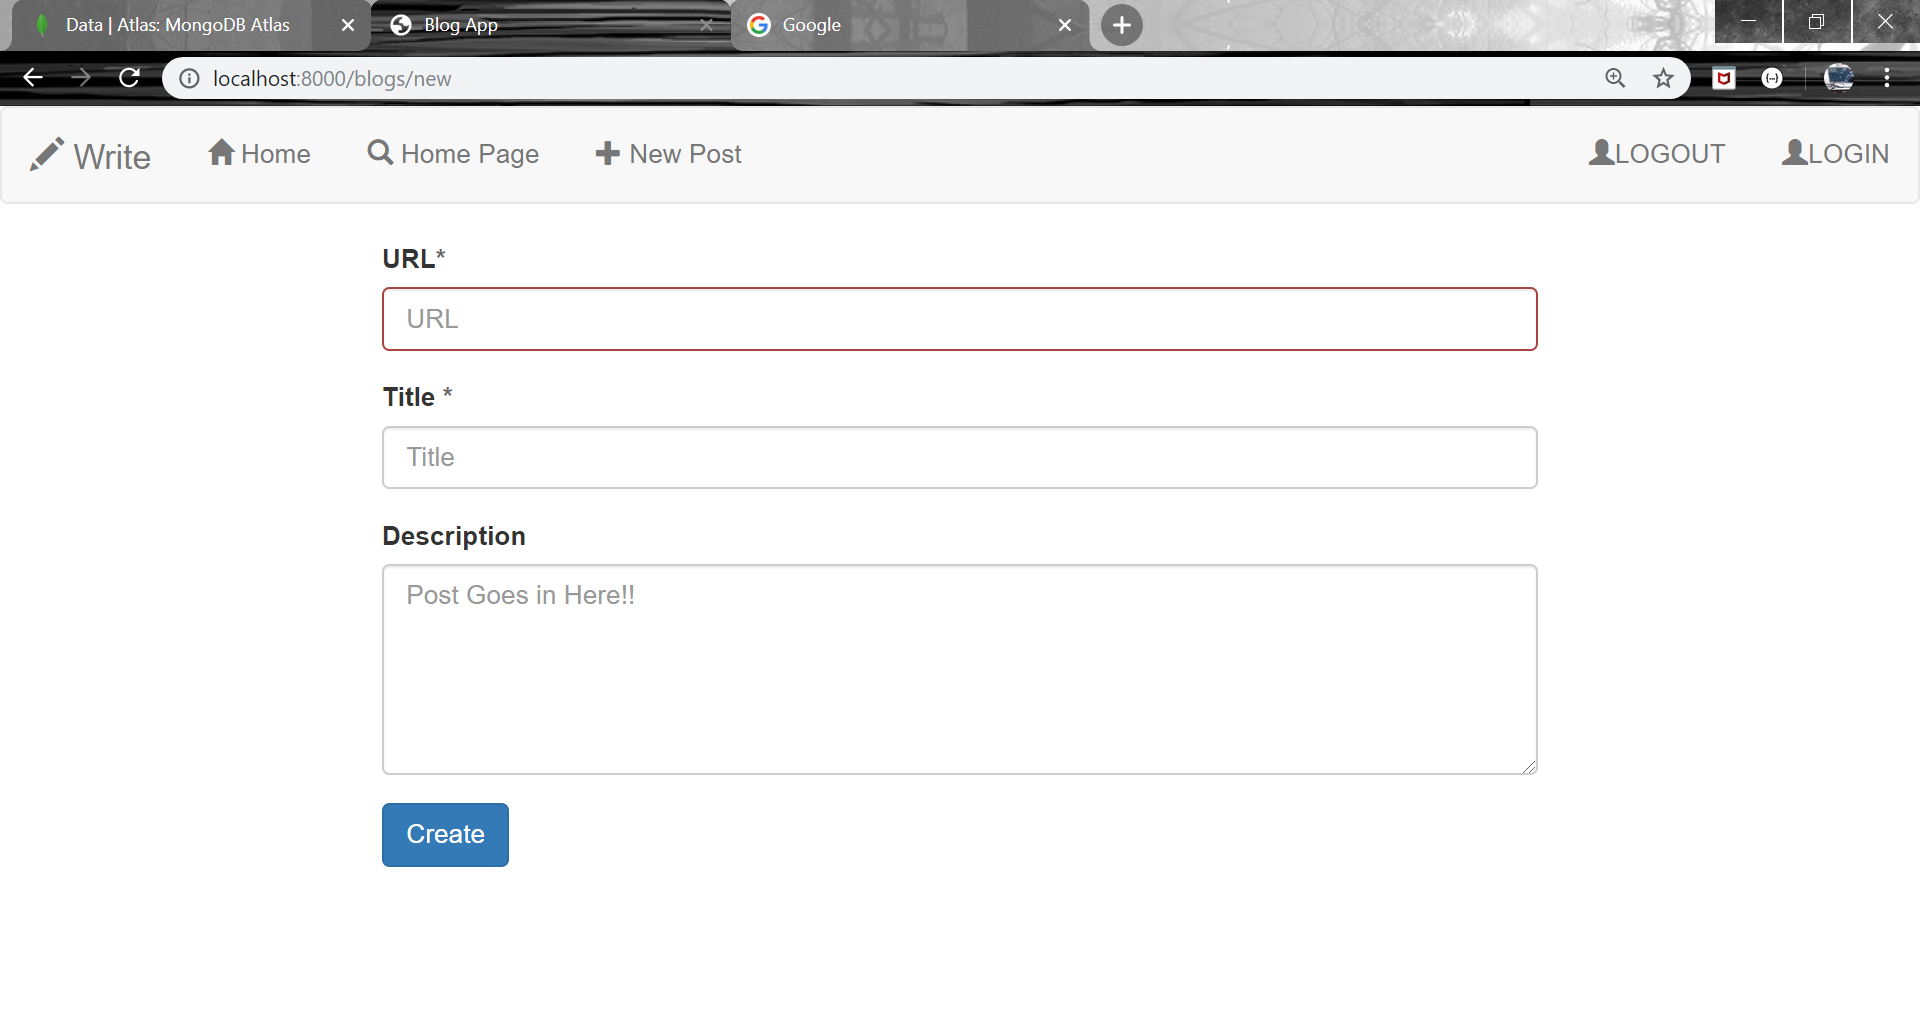 Data | Atlas: MongoDB Atlas
Blog App
Google
localhost:8000/blogs/new
Write
Home
Home Page
New Post
LOGOUT
LOGIN
URL*
URL
Title *
Title
Description
Post Goes in Here!!
Create